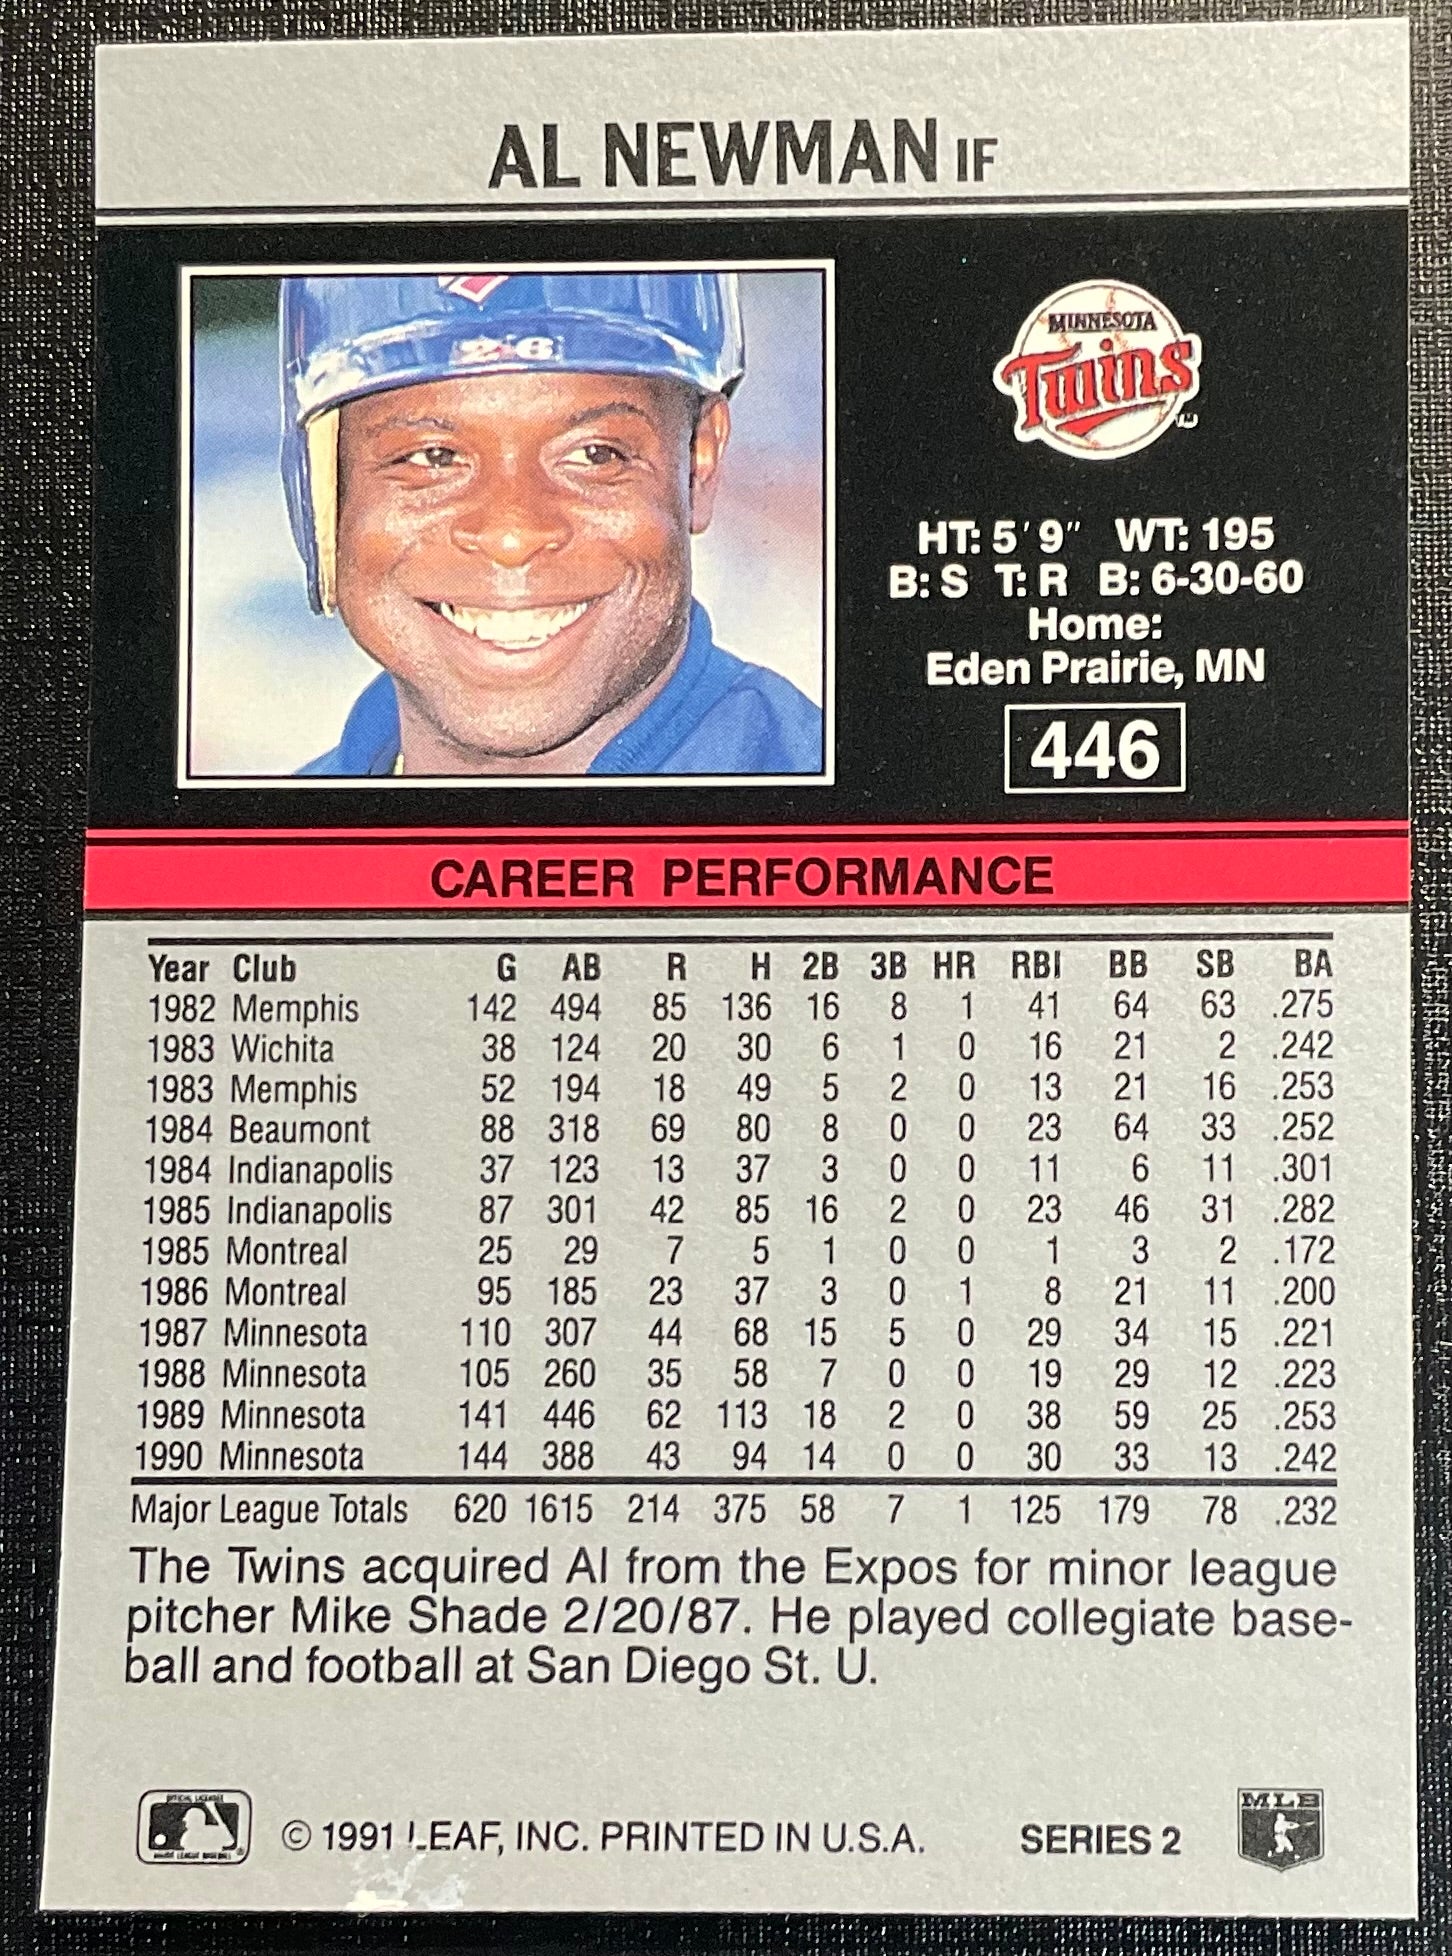 AL NEWMAN IF
26
MINNESOTA
Twins
TM
HT: 5'9" WT: 195
B: S T: R B: 6-30-60
Home:
Eden Prairie, MN
446
CAREER PERFORMANCE
Year Club G AB R H 2B 3B HR RBI BB SB BA
1982 Memphis 142 494 85 136 16 8 1 41 64 63 .275
1983 Wichita 38 124 20 30 6 1 0 16 21 2 .242
1983 Memphis 52 194 18 49 5 2 0 13 21 16 .253
1984 Beaumont 88 318 69 80 8 0 0 23 64 33 .252
1984 Indianapolis 37 123 13 37 3 0 0 11 6 11 .301
1985 Indianapolis 87 301 42 85 16 2 0 23 46 31 .282
1985 Montreal 25 29 7 5 1 0 0 1 3 2 .172
1986 Montreal 95 185 23 37 3 0 1 8 21 11 .200
1987 Minnesota 110 307 44 68 15 5 0 29 34 15 .221
1988 Minnesota 105 260 35 58 7 0 0 19 29 12 .223
1989 Minnesota 141 446 62 113 18 2 0 38 59 25 .253
1990 Minnesota 144 388 43 94 14 0 0 30 33 13 .242
Major League Totals 620 1615 214 375 58 7 1 125 179 78 .232
The Twins acquired Al from the Expos for minor league
pitcher Mike Shade 2/20/87. He played collegiate base-
ball and football at San Diego St. U.
© 1991 LEAF, INC. PRINTED IN U.S.A.
SERIES 2
MLB